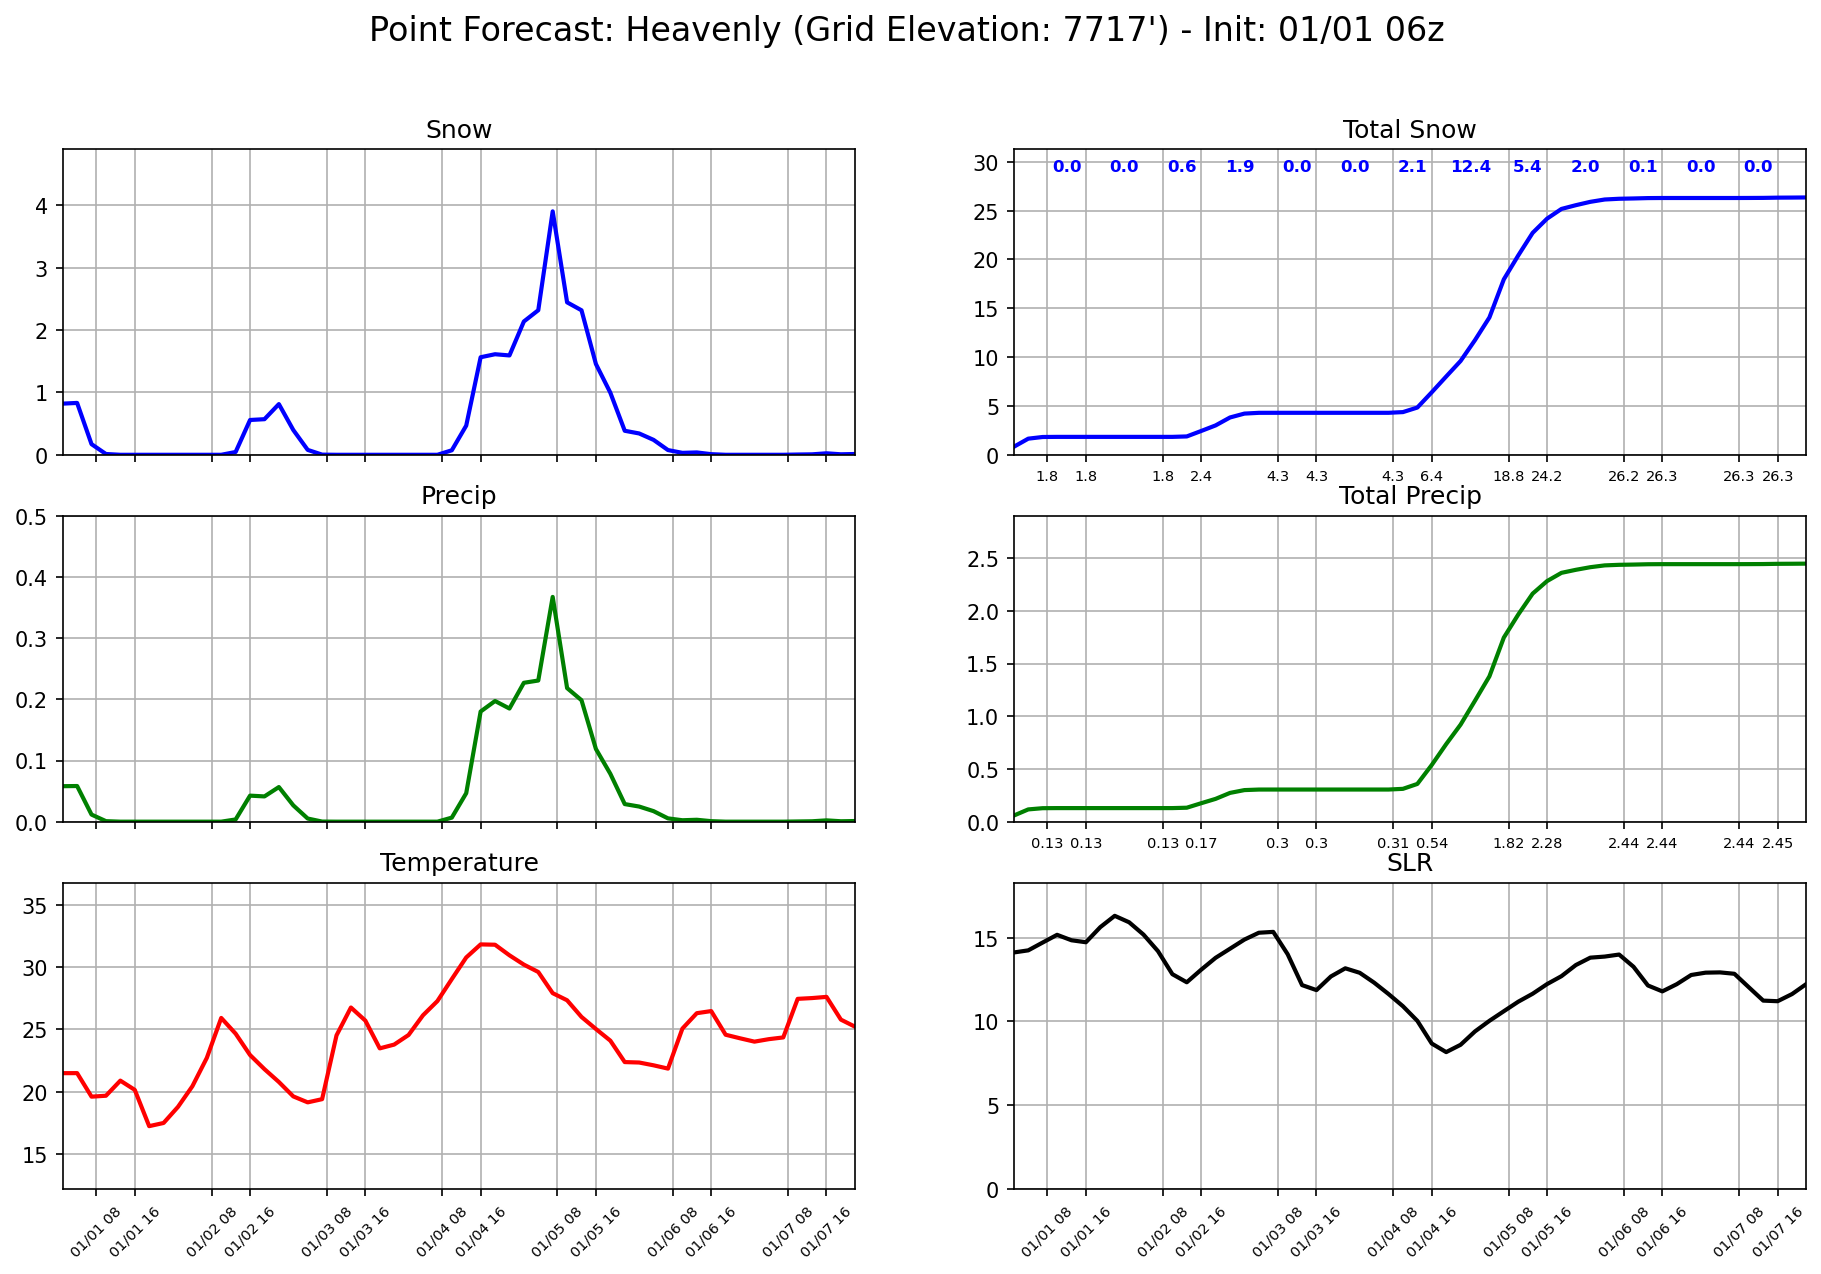 Point Forecast: Heavenly (Grid Elevation: 7717') - Init: 01/01 06z
Snow
4
3
2
1
0
Total Snow
30
25
20
15
10
5
0
0.0 0.0 0.6 1.9 0.0 0.0 2.1 12.4 5.4 2.0 0.1 0.0 0.0
1.8 1.8 1.8 2.4 4.3 4.3 4.3 6.4 18.8 24.2 26.2 26.3 26.3 26.3
Precip
0.5
0.4
0.3
0.2
0.1
0.0
Total Precip
2.5
2.0
1.5
1.0
0.5
0.0
0.13 0.13 0.13 0.17 0.3 0.3 0.31 0.54 1.82 2.28 2.44 2.44 2.44 2.45
Temperature
35
30
25
20
15
01/01 08 01/01 16 01/02 08 01/02 16 01/03 08 01/03 16 01/04 08 01/04 16 01/05 08 01/05 16 01/06 08 01/06 16 01/07 08 01/07 16
SLR
15
10
5
0
01/01 08 01/01 16 01/02 08 01/02 16 01/03 08 01/03 16 01/04 08 01/04 16 01/05 08 01/05 16 01/06 08 01/06 16 01/07 08 01/07 16